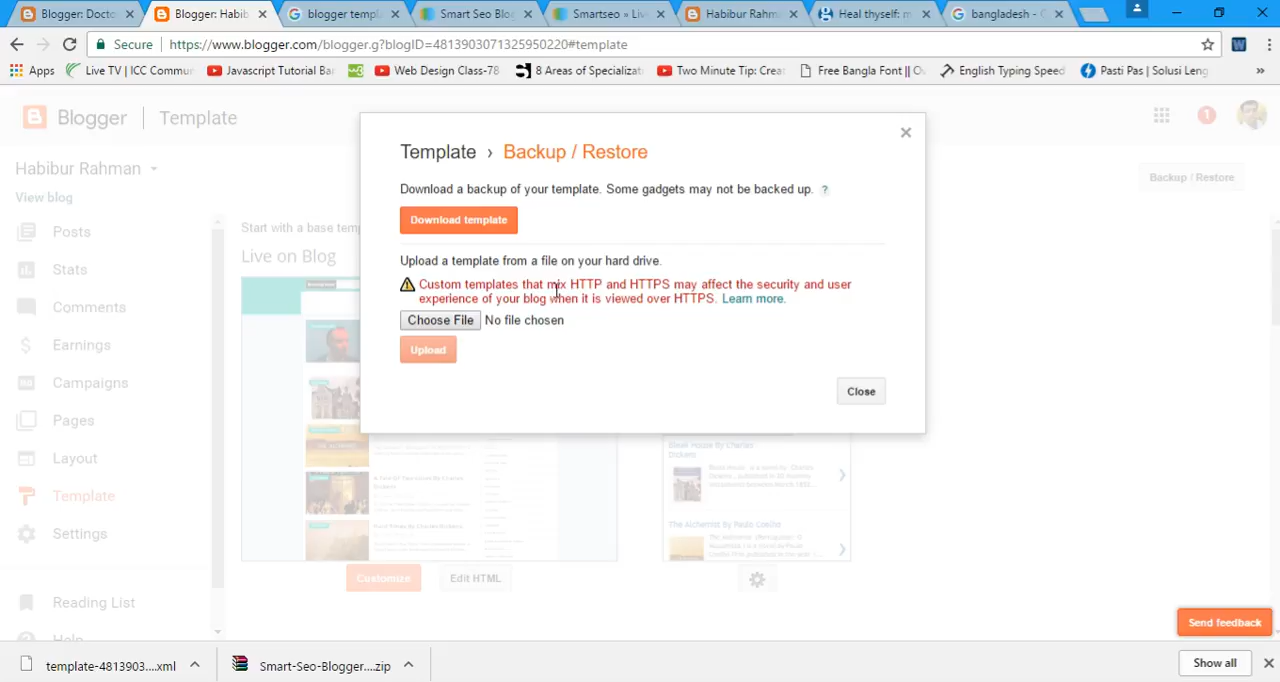 Blogger: Docto
Blogger: Habib
blogger templ
Smart Seo Blo
Smartseo » Liv
Habibur Rahm
Heal thyself: m
bangladesh - G
Secure
https://www.blogger.com/blogger.g?blogID=4813903071325950220#template
Apps
Live TV | ICC Commun
Javascript Tutorial Bar
Web Design Class-78
8 Areas of Specializat
Two Minute Tip: Crea
Free Bangla Font || Ov
English Typing Speed
Pasti Pas | Solusi Leng
»
Blogger
Template
1
Habibur Rahman
View blog
Backup / Restore
Posts
Stats
Comments
Earnings
Campaigns
Pages
Layout
Template
Settings
Reading List
Help
Start with a base temp
Live on Blog
Template › Backup / Restore
Download a backup of your template. Some gadgets may not be backed up. ?
Download template
Upload a template from a file on your hard drive.
Custom templates that mix HTTP and HTTPS may affect the security and user
experience of your blog when it is viewed over HTTPS. Learn more.
Choose File No file chosen
Upload
Close
Bleak House By Charles
Dickens
The Alchemist by Paulo Coelho
Customize
Edit HTML
Send feedback
template-4813903....xml
Smart-Seo-Blogger....zip
Show all